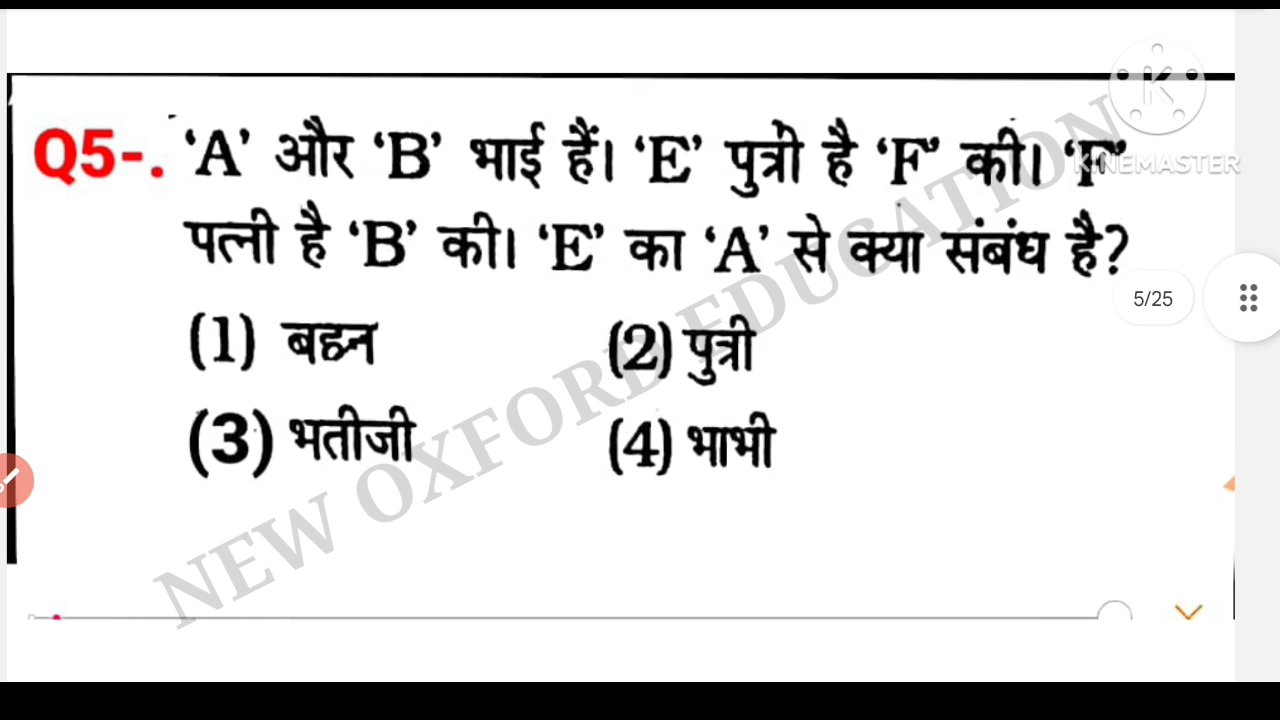 Q5-. 'A' और 'B' भाई हैं। 'E' पुत्री है 'F' की। 'F'
KINEMASTER
पत्नी है 'B' की। 'E' का 'A' से क्या संबंध है?
5/25
(1) बहन (2) पुत्री
(3) भतीजी (4) भाभी
NEW OXFORD EDUCATION